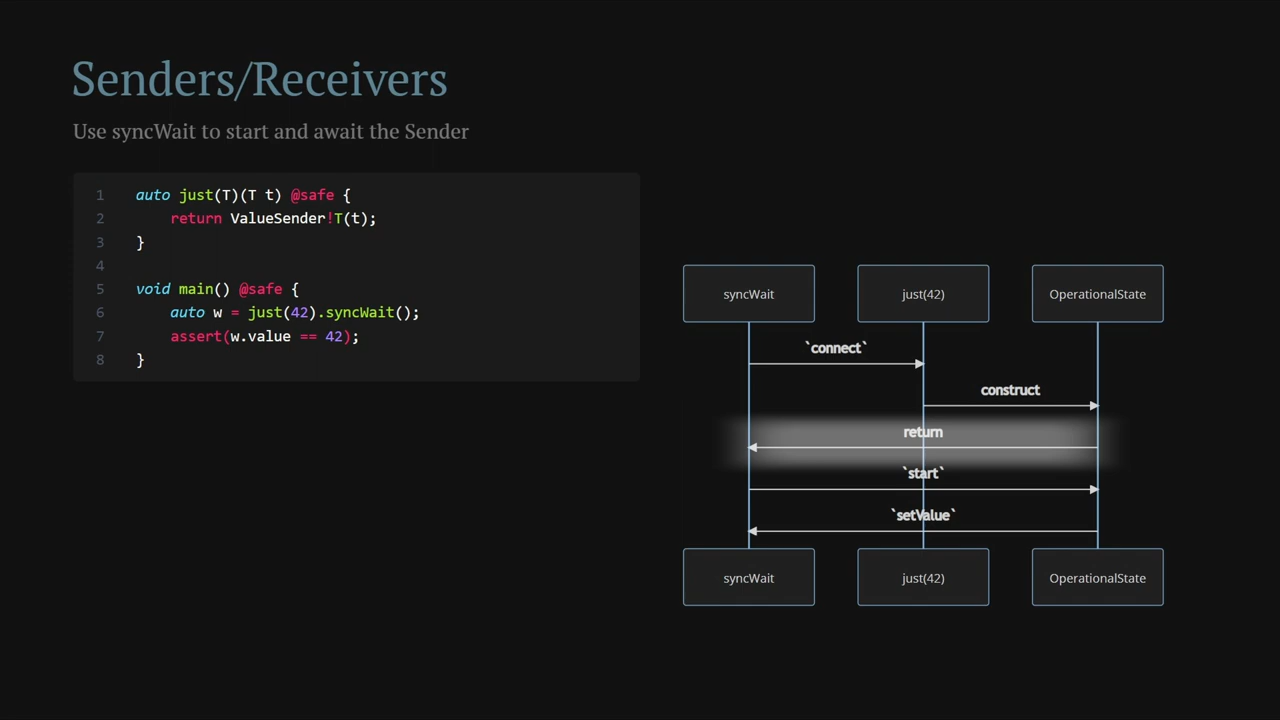 Senders/Receivers
Use syncWait to start and await the Sender
1 auto just(T)(T t) @safe {
2 return ValueSender!T(t);
3 }
4
5 void main() @safe {
6 auto w = just(42).syncWait();
7 assert(w.value == 42);
8 }
syncWait just(42) OperationalState
`connect`
construct
return
`start`
`setValue`
syncWait just(42) OperationalState